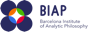 BIAP
Barcelona Institute
of Analytic Philosophy